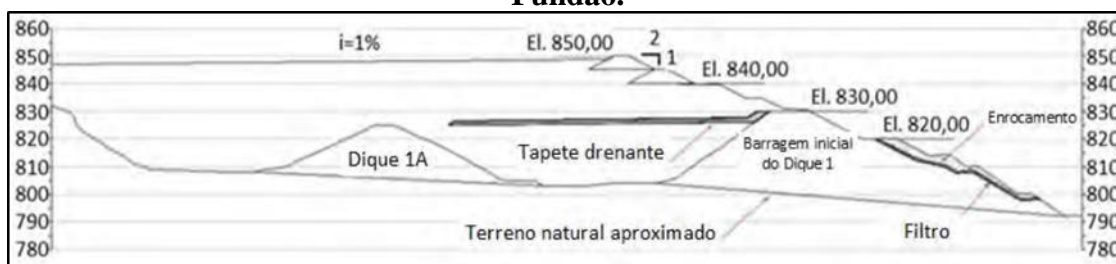 Fundão.
860 860
i=1% El. 850,00 2
850 1 850
El. 840,00
840 840
El. 830,00
830 830
El. 820,00 Enrocamento
820 820
Dique 1A Tapete drenante Barragem inicial
do Dique 1
810 810
800 800
790 Terreno natural aproximado Filtro 790
780 780